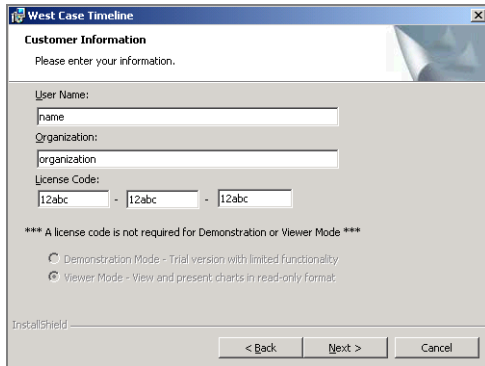 West Case Timeline
Customer Information
Please enter your information.
User Name:
name
Organization:
organization
License Code:
12abc - 12abc - 12abc
*** A license code is not required for Demonstration or Viewer Mode ***
Demonstration Mode - Trial version with limited functionality
Viewer Mode - View and present charts in read-only format
InstallShield
< Back Next > Cancel